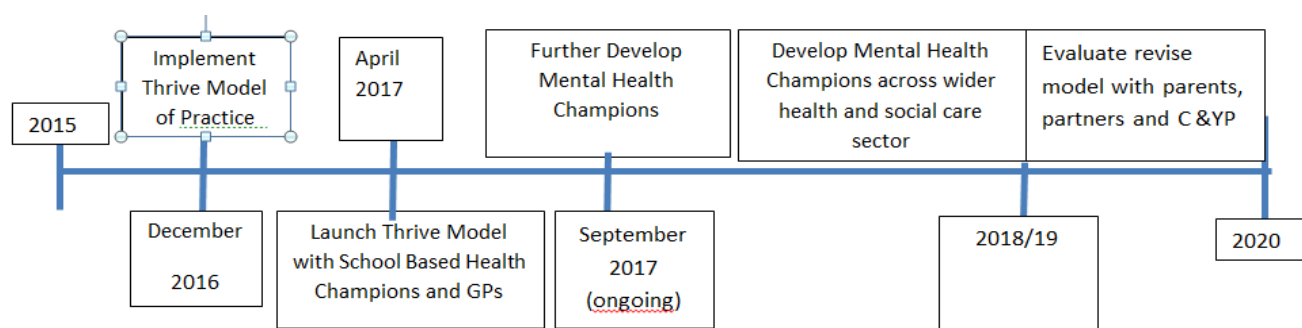 2015
Implement
Thrive Model
of Practice
April
2017
Further Develop
Mental Health
Champions
Develop Mental Health
Champions across wider
health and social care
sector
Evaluate revise
model with parents,
partners and C &YP
December
2016
Launch Thrive Model
with School Based Health
Champions and GPs
September
2017
(ongoing)
2018/19
2020